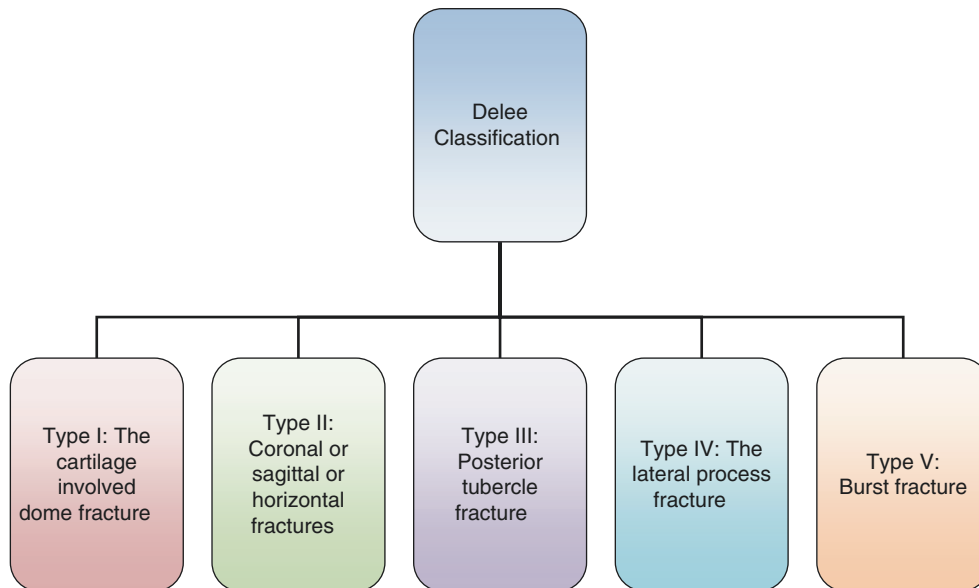 Delee
Classification
Type I: The
cartilage
involved
dome fracture
Type II:
Coronal or
sagittal or
horizontal
fractures
Type III:
Posterior
tubercle
fracture
Type IV: The
lateral process
fracture
Type V:
Burst fracture